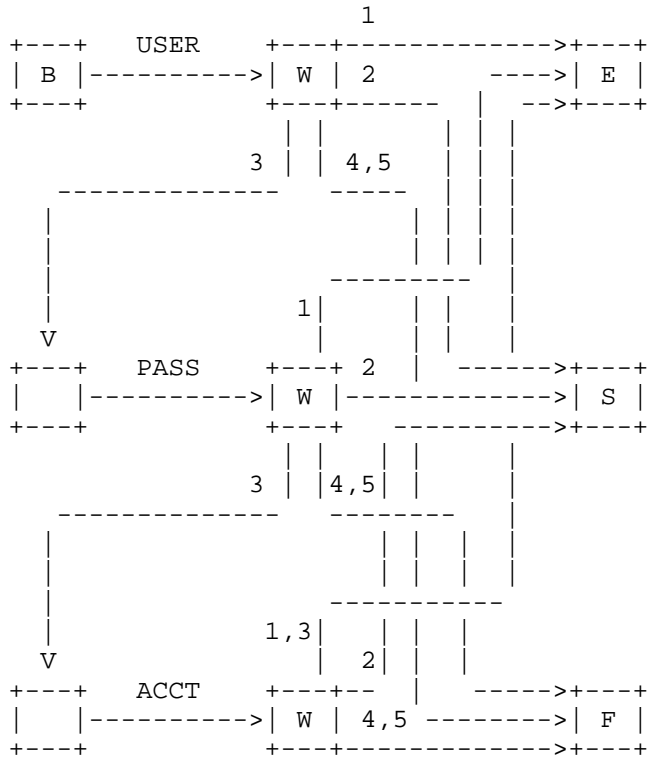 1
USER
B W 2 E
3 4,5
1
PASS 2
W S
3 4,5
1,3
V 2
ACCT
W 4,5 F